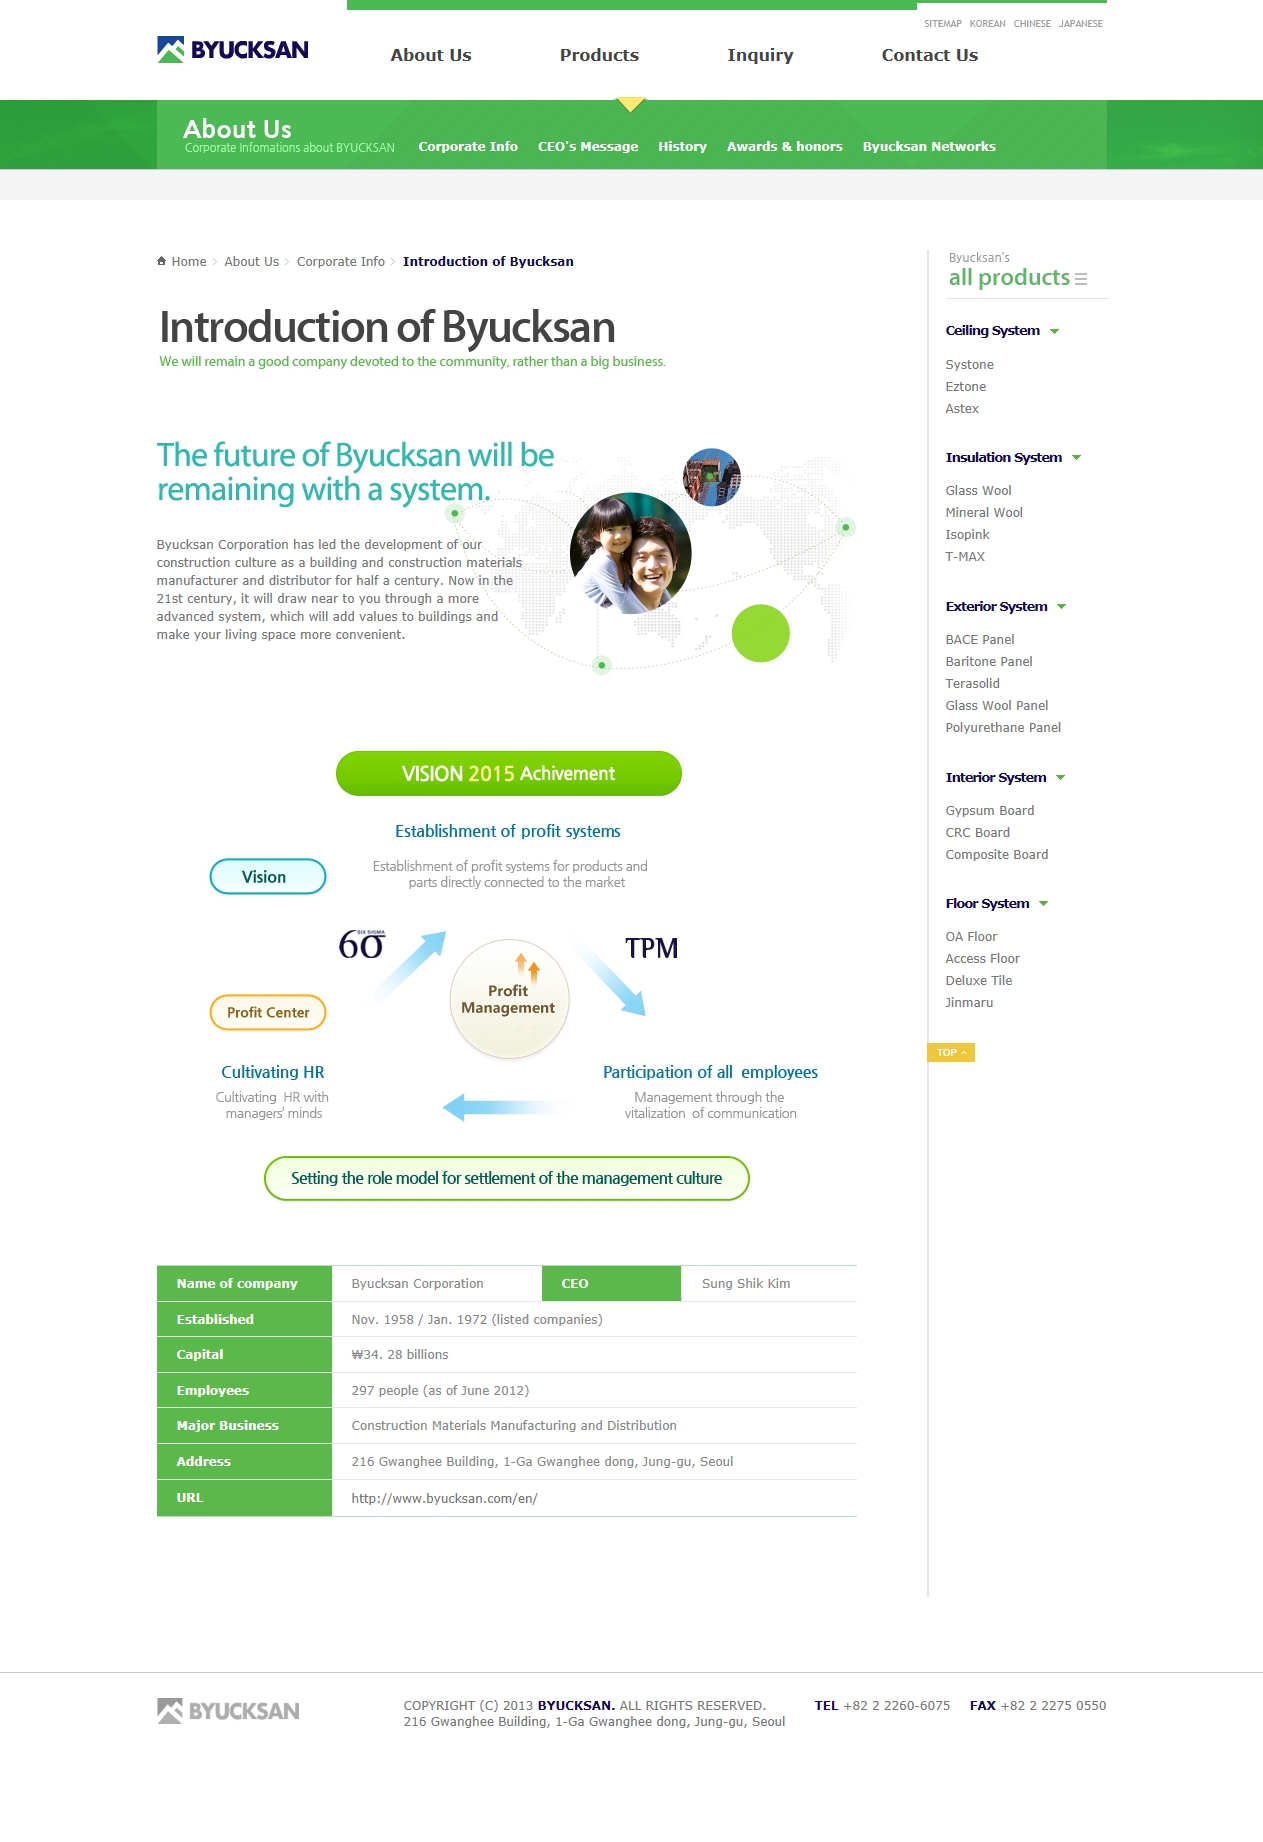 SITEMAP KOREAN CHINESE JAPANESE
BYUCKSAN
About Us Products Inquiry Contact Us
About Us
Corporate Infomations about BYUCKSAN
Corporate Info CEO's Message History Awards & honors Byucksan Networks
Home > About Us > Corporate Info > Introduction of Byucksan
Introduction of Byucksan
We will remain a good company devoted to the community, rather than a big business.
The future of Byucksan will be
remaining with a system.
Byucksan Corporation has led the development of our
construction culture as a building and construction materials
manufacturer and distributor for half a century. Now in the
21st century, it will draw near to you through a more
advanced system, which will add values to buildings and
make your living space more convenient.
VISION 2015 Achivement
Establishment of profit systems
Vision
Establishment of profit systems for products and
parts directly connected to the market
SIX SIGMA
6σ
TPM
Profit
Management
Profit Center
Cultivating HR
Cultivating HR with
managers' minds
Participation of all employees
Management through the
vitalization of communication
Setting the role model for settlement of the management culture
Name of company Byucksan Corporation CEO Sung Shik Kim
Established Nov. 1958 / Jan. 1972 (listed companies)
Capital ₩34. 28 billions
Employees 297 people (as of June 2012)
Major Business Construction Materials Manufacturing and Distribution
Address 216 Gwanghee Building, 1-Ga Gwanghee dong, Jung-gu, Seoul
URL http://www.byucksan.com/en/
Byucksan's
all products
Ceiling System
Systone
Eztone
Astex
Insulation System
Glass Wool
Mineral Wool
Isopink
T-MAX
Exterior System
BACE Panel
Baritone Panel
Terasolid
Glass Wool Panel
Polyurethane Panel
Interior System
Gypsum Board
CRC Board
Composite Board
Floor System
OA Floor
Access Floor
Deluxe Tile
Jinmaru
TOP
BYUCKSAN
COPYRIGHT (C) 2013 BYUCKSAN. ALL RIGHTS RESERVED.
216 Gwanghee Building, 1-Ga Gwanghee dong, Jung-gu, Seoul
TEL +82 2 2260-6075 FAX +82 2 2275 0550